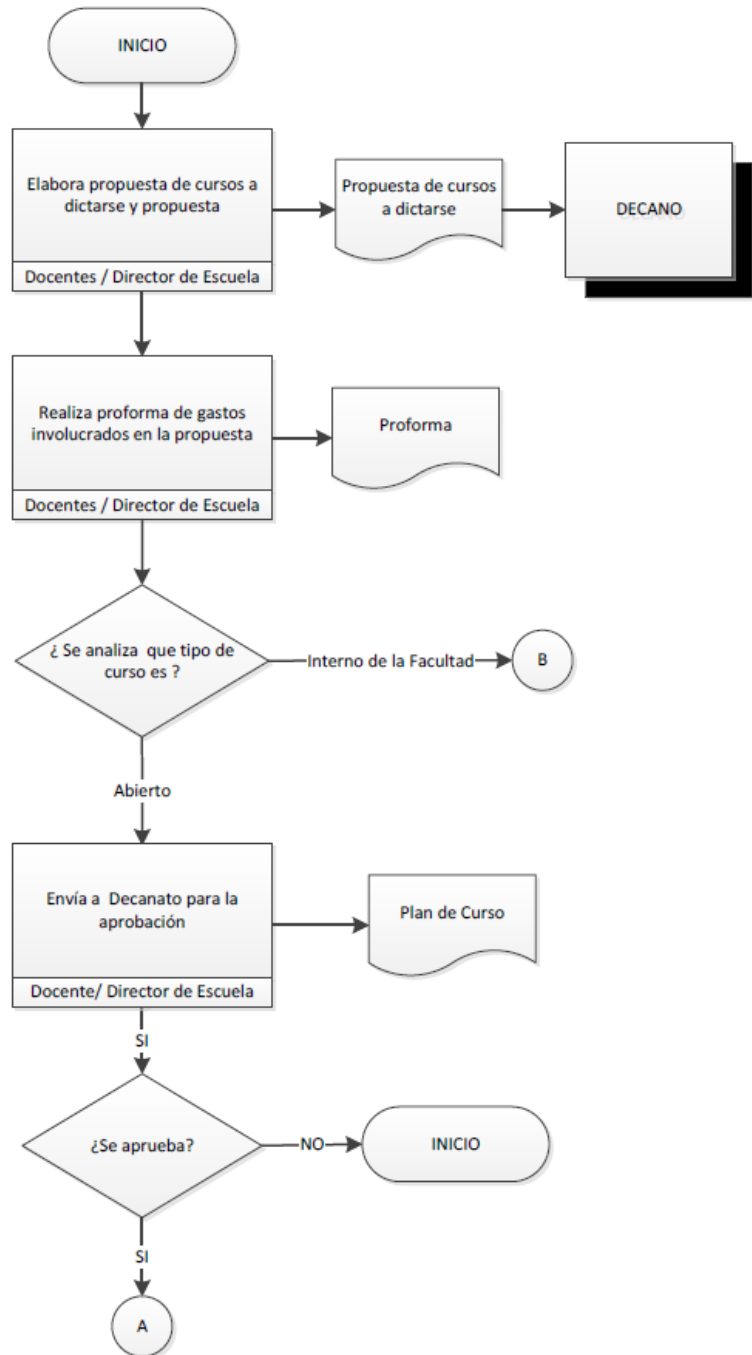 INICIO
Elabora propuesta de cursos a
dictarse y propuesta
Docentes / Director de Escuela
Propuesta de cursos
a dictarse
DECANO
Realiza proforma de gastos
involucrados en la propuesta
Docentes / Director de Escuela
Proforma
¿ Se analiza que tipo de
curso es ?
Interno de la Facultad
B
Abierto
Envía a Decanato para la
aprobación
Docente/ Director de Escuela
Plan de Curso
SI
¿Se aprueba?
NO
INICIO
SI
A